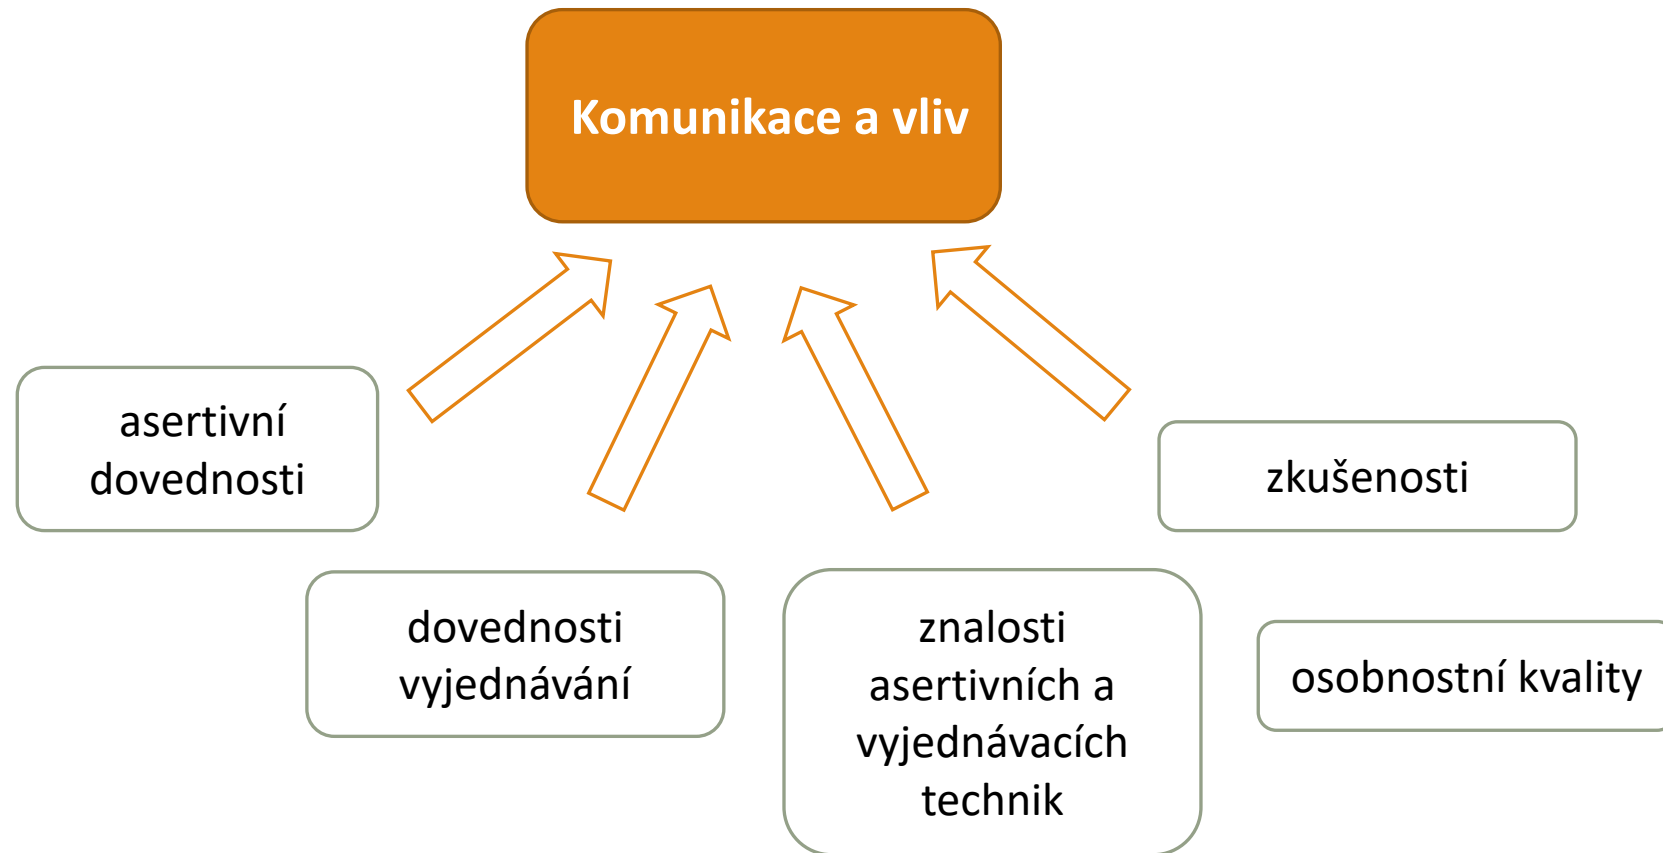 Komunikace a vliv
asertivní
dovednosti
zkušenosti
dovednosti
vyjednávání
znalosti
asertivních a
vyjednávacích
technik
osobnostní kvality